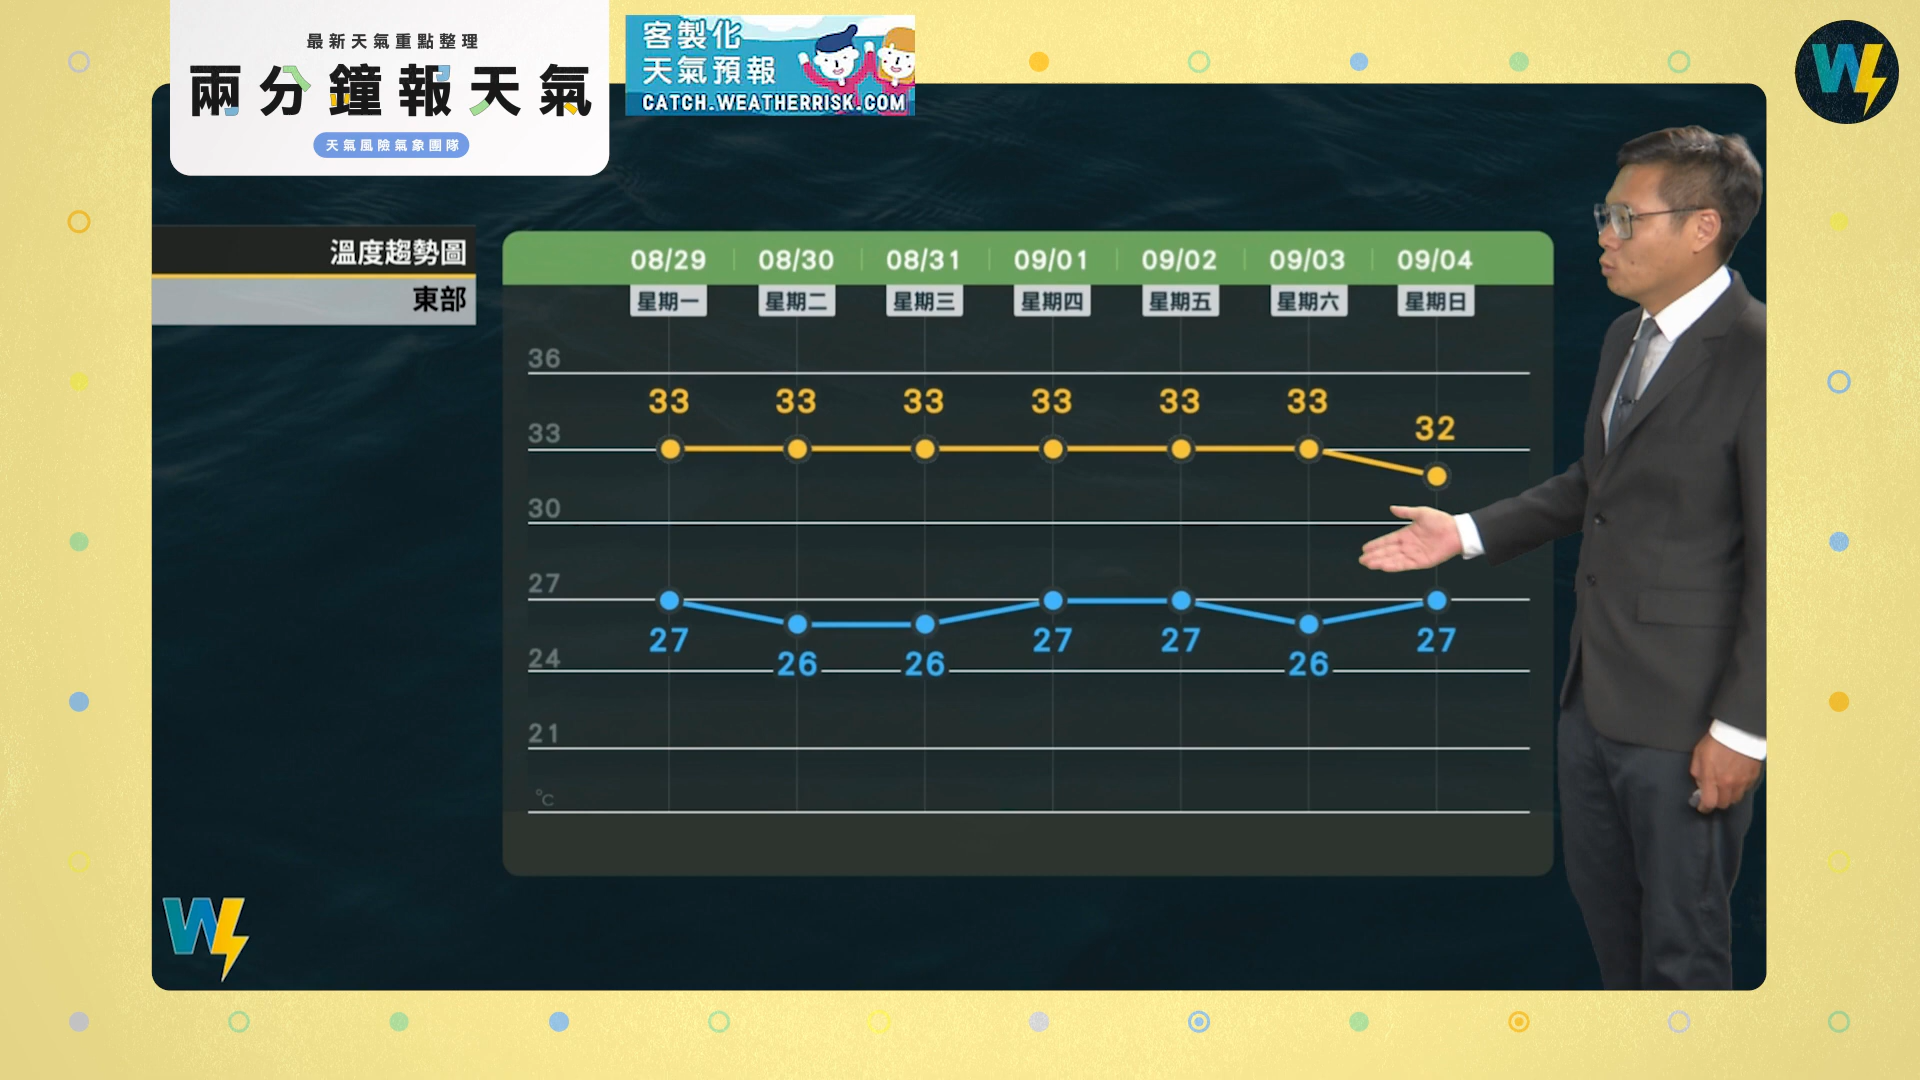 最新天氣重點整理
兩分鐘報天氣
天氣風險氣象團隊
客製化
天氣預報
CATCH.WEATHERRISK.COM
溫度趨勢圖
東部
08/29 08/30 08/31 09/01 09/02 09/03 09/04
星期一 星期二 星期三 星期四 星期五 星期六 星期日
36
33 33 33 33 33 33 32
33
30
27
27 26 26 27 27 26 27
24
21
°C
W
W